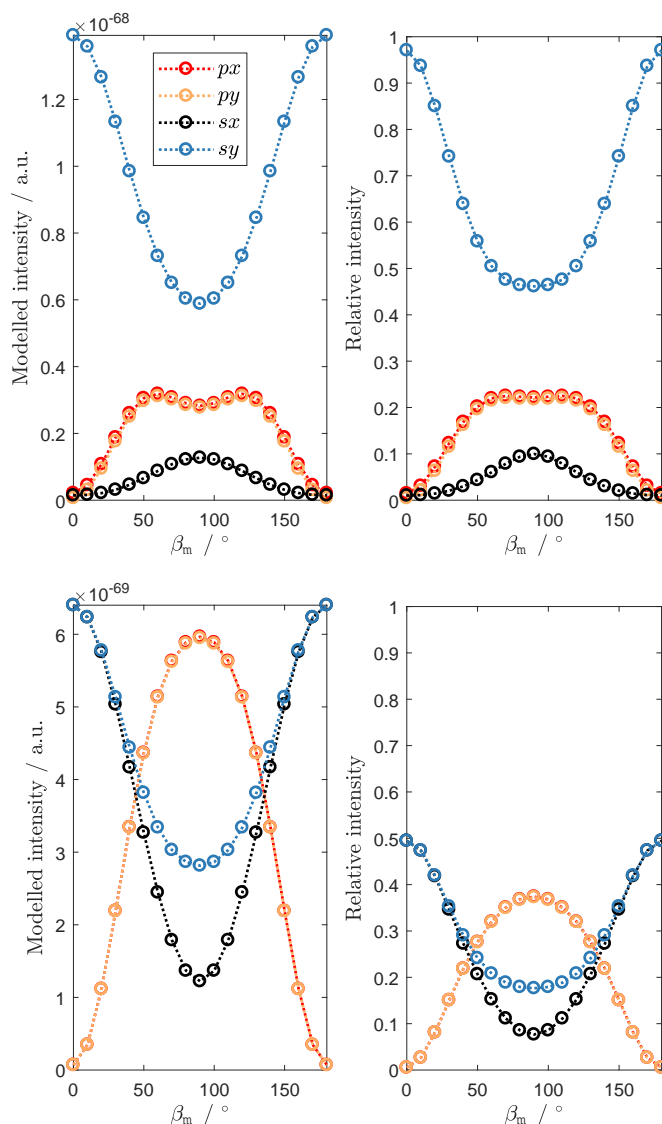 ×10⁻⁶⁸
Modelled intensity / a.u.
1.2
1
0.8
0.6
0.4
0.2
0
px
py
sx
sy
0 50 100 150
βₘ / °
Relative intensity
1
0.9
0.8
0.7
0.6
0.5
0.4
0.3
0.2
0.1
0
0 50 100 150
βₘ / °
×10⁻⁶⁹
Modelled intensity / a.u.
6
5
4
3
2
1
0
0 50 100 150
βₘ / °
Relative intensity
1
0.9
0.8
0.7
0.6
0.5
0.4
0.3
0.2
0.1
0
0 50 100 150
βₘ / °